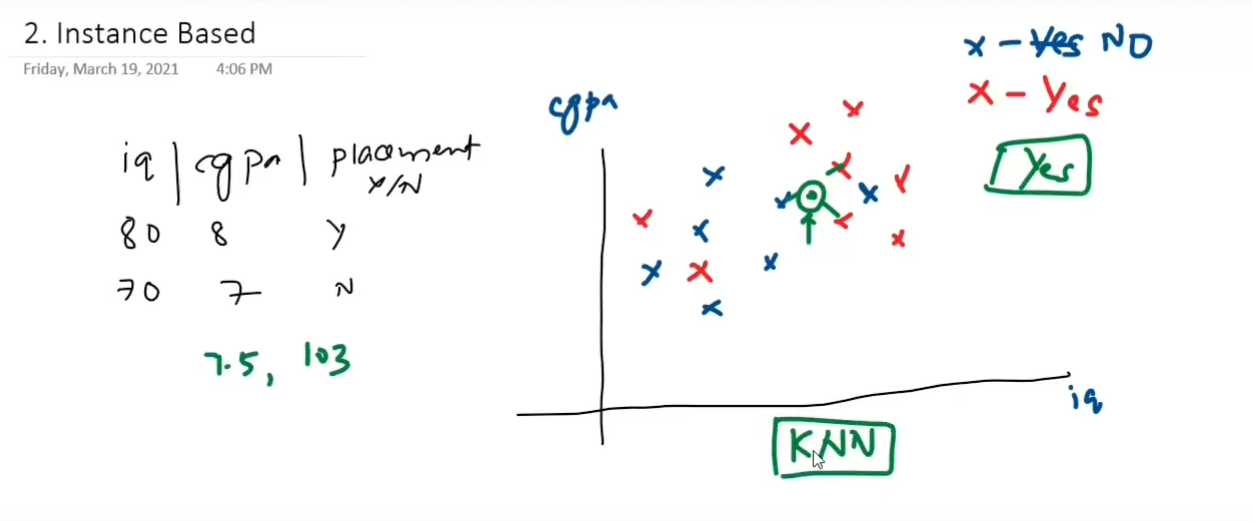 2. Instance Based
Friday, March 19, 2021 4:06 PM
x - Yes NO
x - Yes
Yes
iq | cgpa | placement
Y/N
80 8 Y
70 7 N
7.5, 103
cgpa
iq
KNN